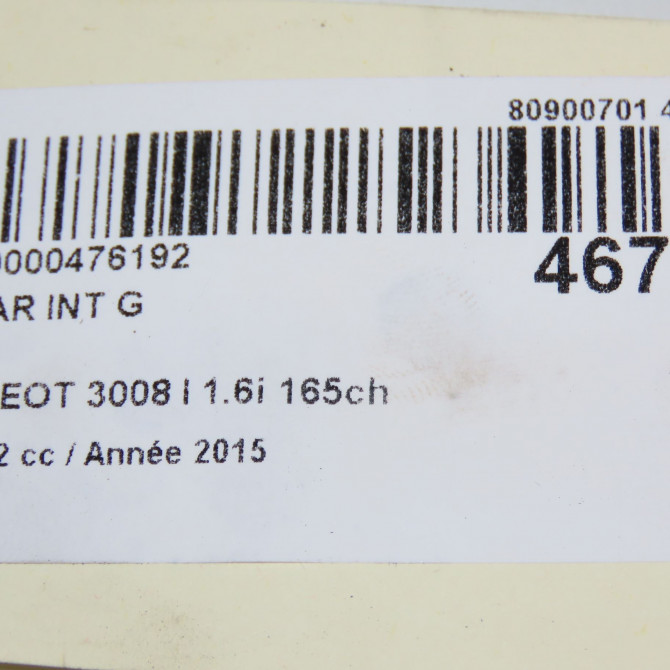 80900701 4
0000476192
467
AR INT G
EOT 3008 I 1.6i 165ch
2 cc / Année 2015